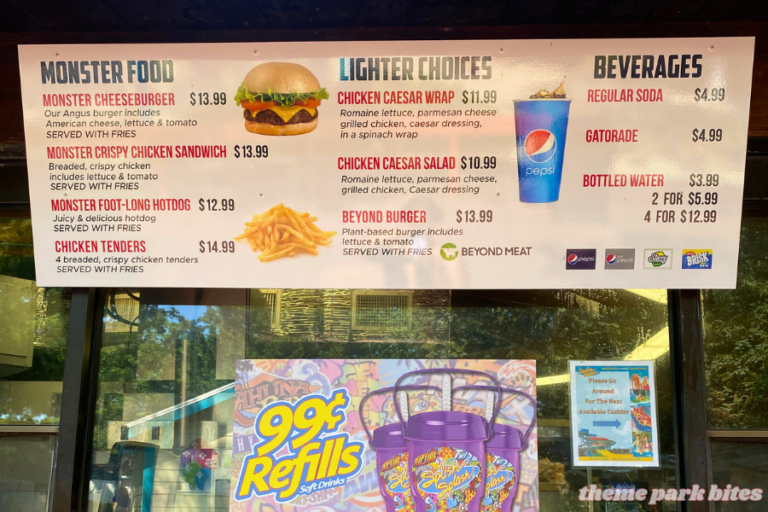 MONSTER FOOD
MONSTER CHEESEBURGER $13.99
Our Angus burger includes
American cheese, lettuce & tomato
SERVED WITH FRIES
MONSTER CRISPY CHICKEN SANDWICH $13.99
Breaded, crispy chicken
includes lettuce & tomato
SERVED WITH FRIES
MONSTER FOOT-LONG HOTDOG $12.99
Juicy & delicious hotdog
SERVED WITH FRIES
CHICKEN TENDERS $14.99
4 breaded, crispy chicken tenders
SERVED WITH FRIES
LIGHTER CHOICES
CHICKEN CAESAR WRAP $11.99
Romaine lettuce, parmesan cheese
grilled chicken, caesar dressing,
in a spinach wrap
CHICKEN CAESAR SALAD $10.99
Romaine lettuce, parmesan cheese,
grilled chicken, Caesar dressing
BEYOND BURGER $13.99
Plant-based burger includes
lettuce & tomato
SERVED WITH FRIES BEYOND MEAT
BEVERAGES
REGULAR SODA $4.99
GATORADE $4.99
BOTTLED WATER $3.99
2 FOR $5.99
4 FOR $12.99
pepsi
pepsi
pepsi
BRISK
99¢
Refills
Soft Drinks
Splish
Splash
Please Go
Around
For The Next
Available Cashier
theme park bites